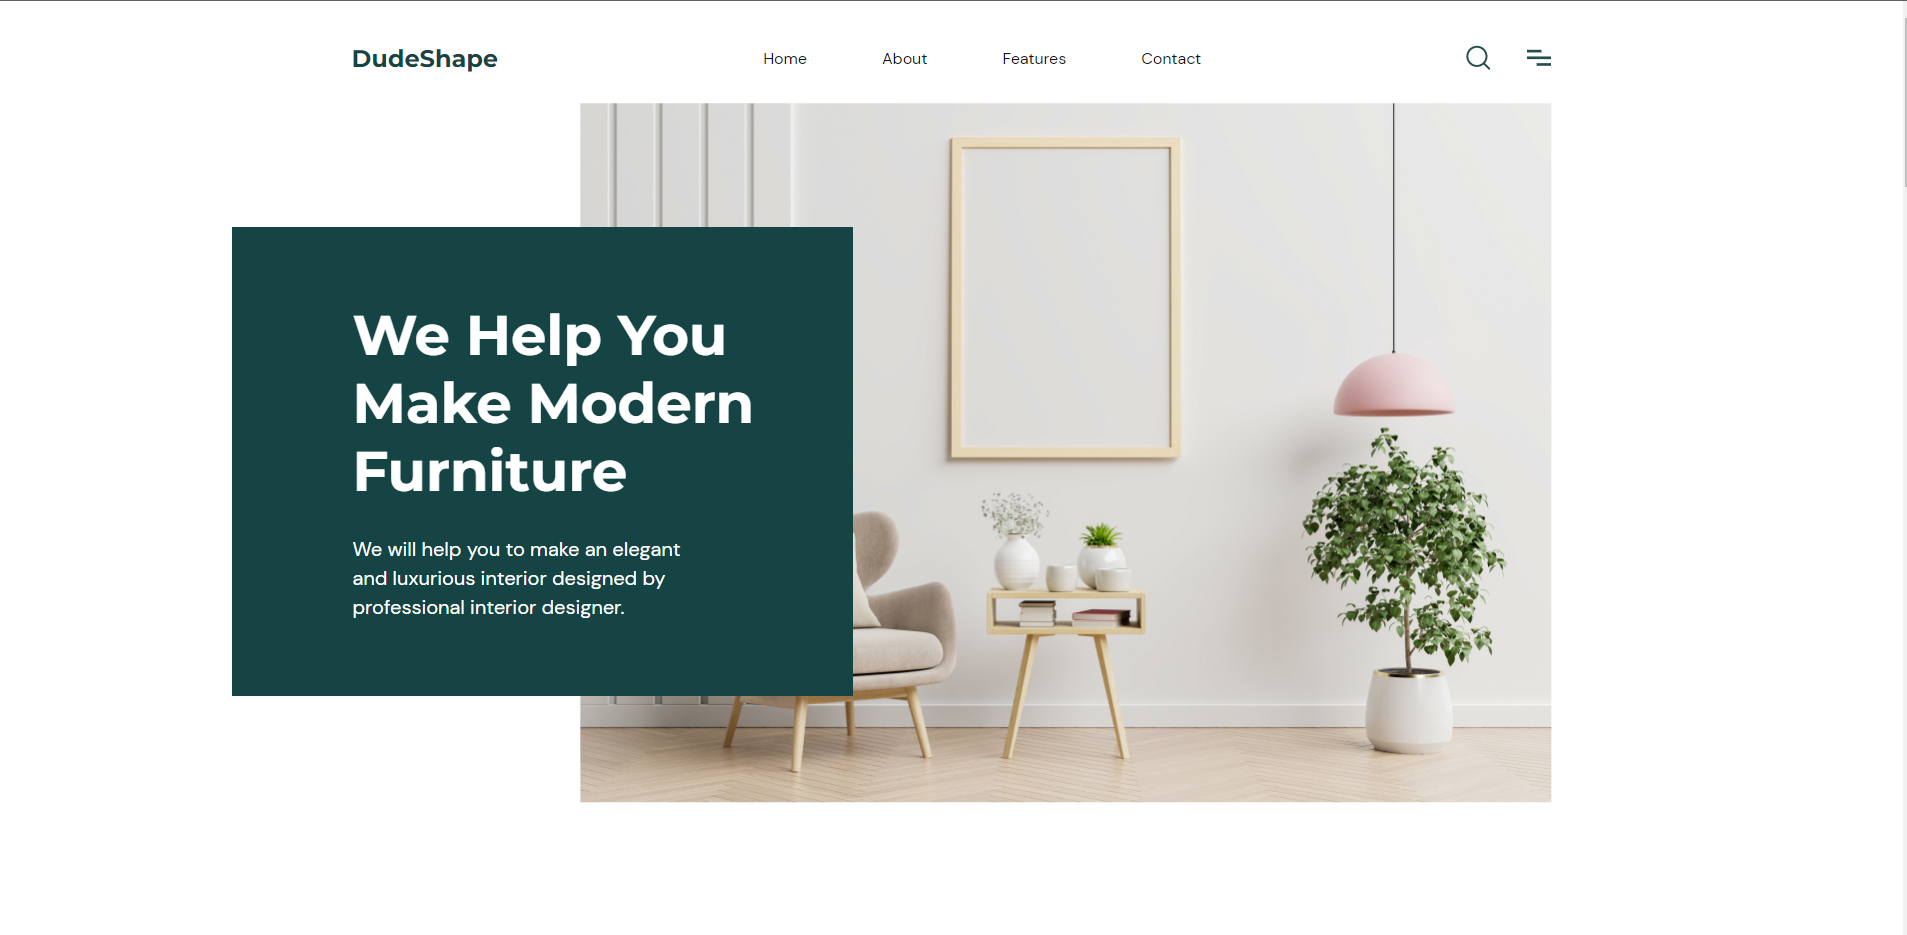 DudeShape
Home
About
Features
Contact
We Help You
Make Modern
Furniture
We will help you to make an elegant
and luxurious interior designed by
professional interior designer.